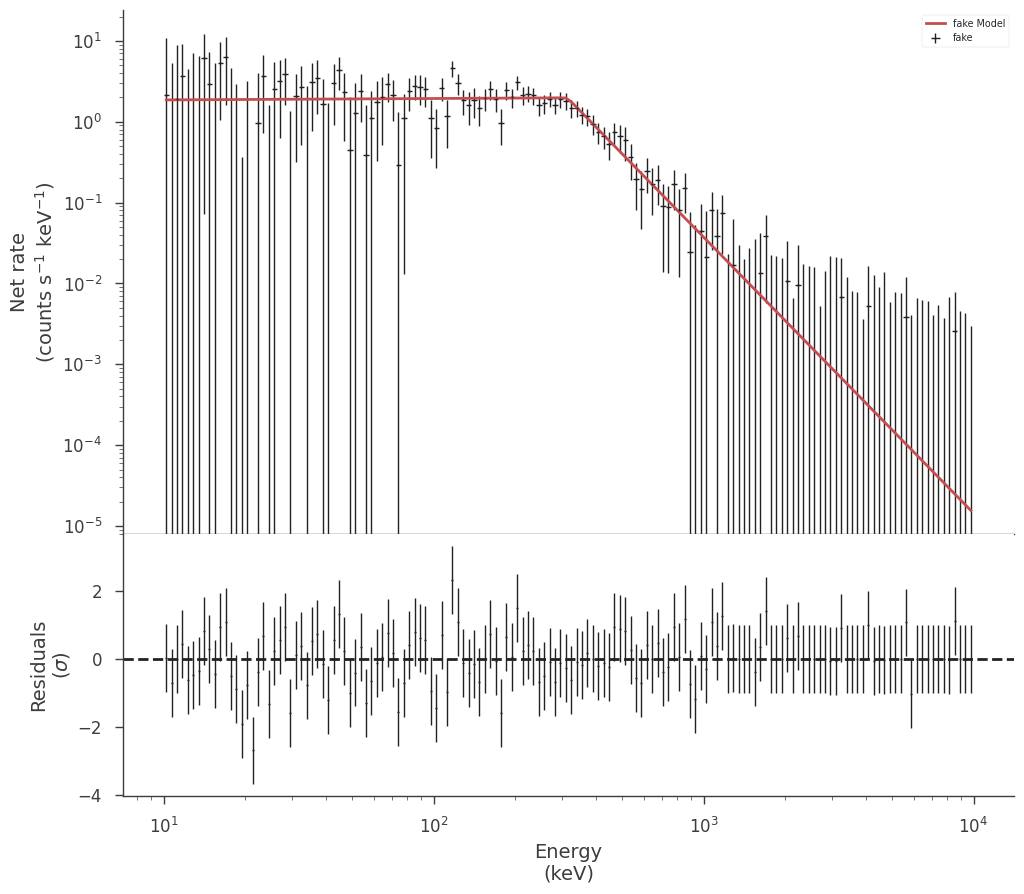 10¹
10⁰
10⁻¹
10⁻²
10⁻³
10⁻⁴
10⁻⁵
Net rate
(counts s⁻¹ keV⁻¹)
fake Model
fake
2
0
−2
−4
Residuals
(σ)
10¹
10²
10³
10⁴
Energy
(keV)